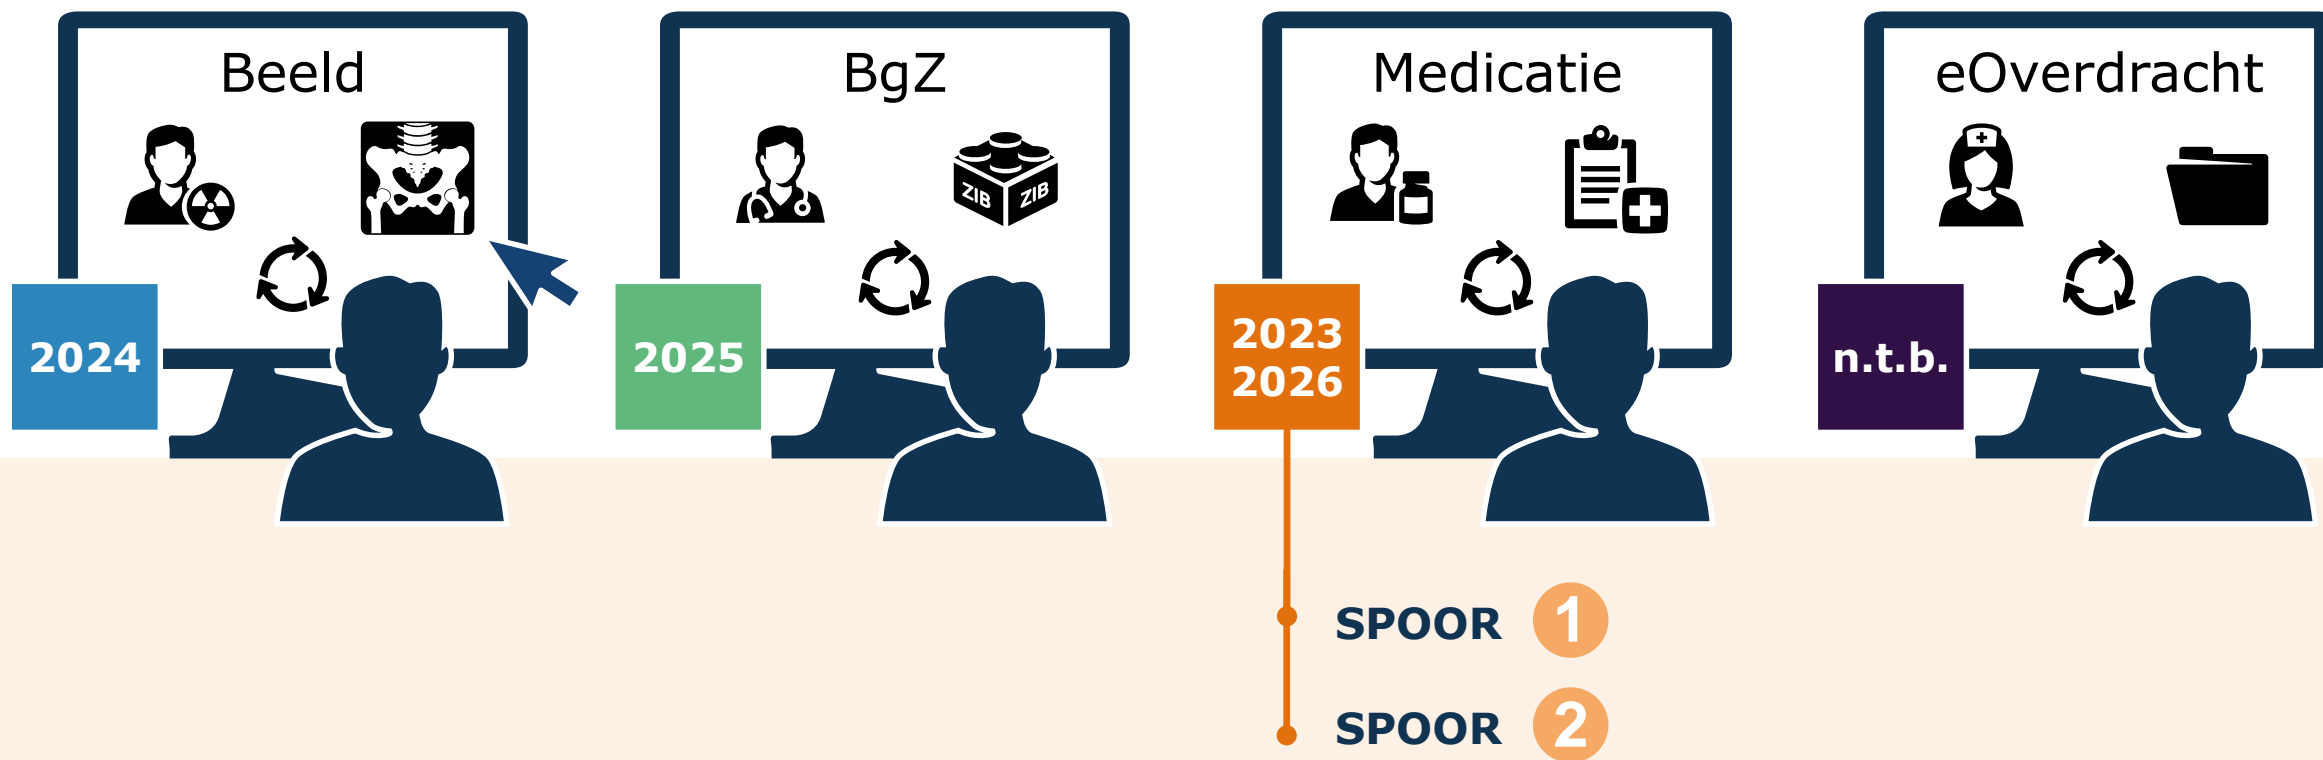 Beeld
BgZ
Medicatie
eOverdracht
ZIB ZIB
2024
2025
2023
2026
n.t.b.
SPOOR 1
SPOOR 2